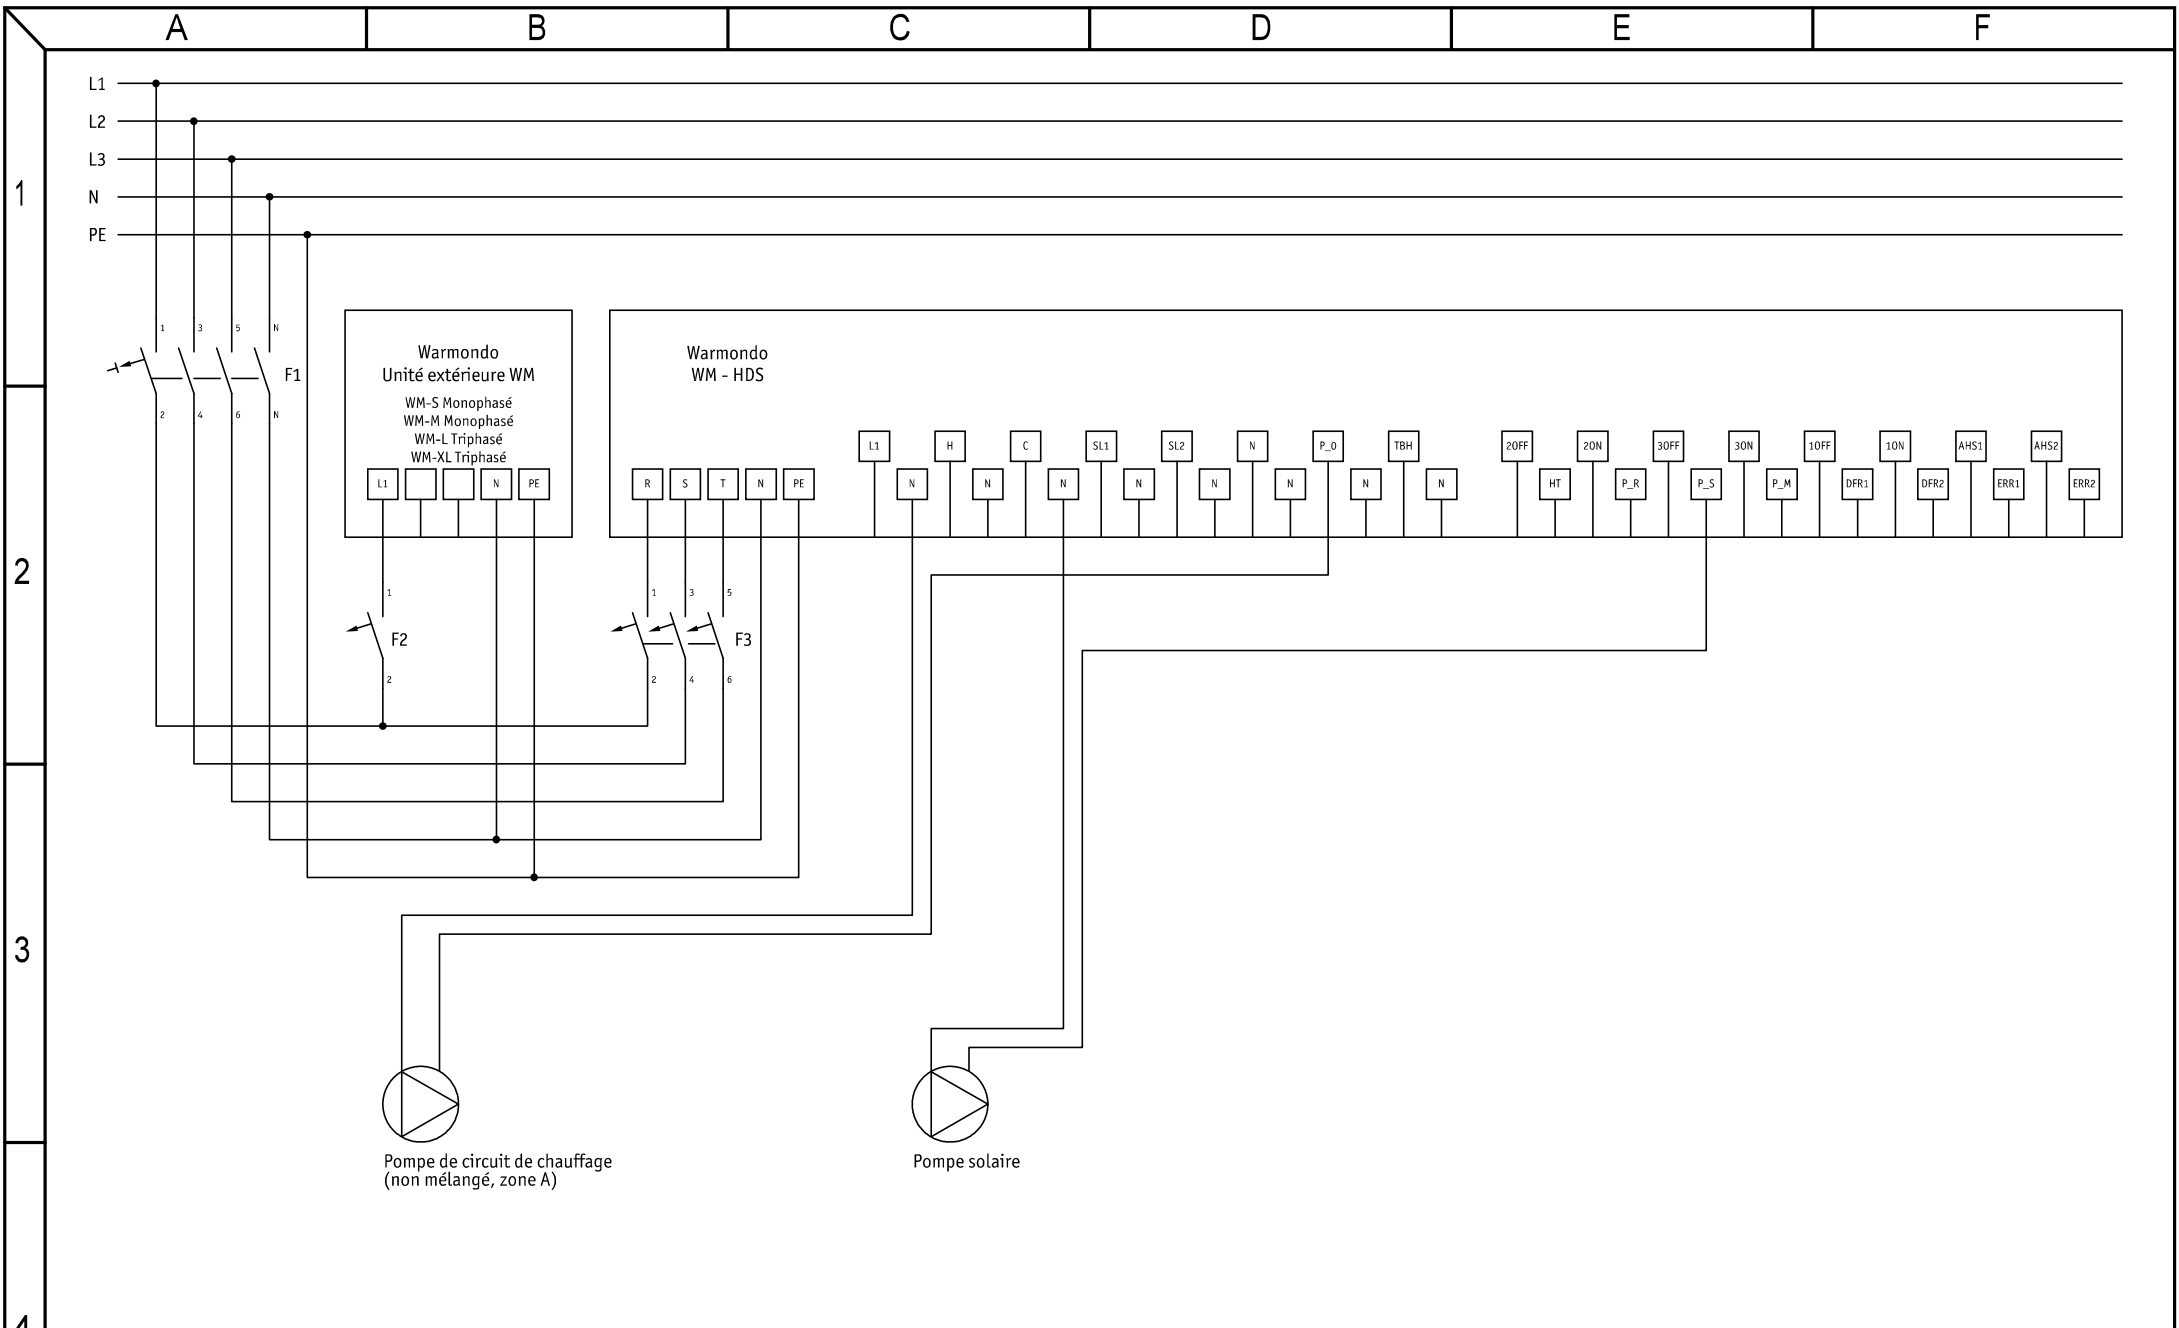 A B C D E F
L1
L2
L3
1
N
PE
1 3 5 N
F1
2 4 6 N
Warmondo
Unité extérieure WM
WM-S Monophasé
WM-M Monophasé
WM-L Triphasé
WM-XL Triphasé
L1 N PE
Warmondo
WM - HDS
L1 H C SL1 SL2 N P_O TBH 2OFF 2ON 3OFF 3ON 1OFF 1ON AHS1 AHS2
R S T N PE N N N N N N N N HT P_R P_S P_M DFR1 DFR2 ERR1 ERR2
2
1 1 3 5
F2 F3
2 2 4 6
3
Pompe de circuit de chauffage
(non mélangé, zone A)
Pompe solaire
4